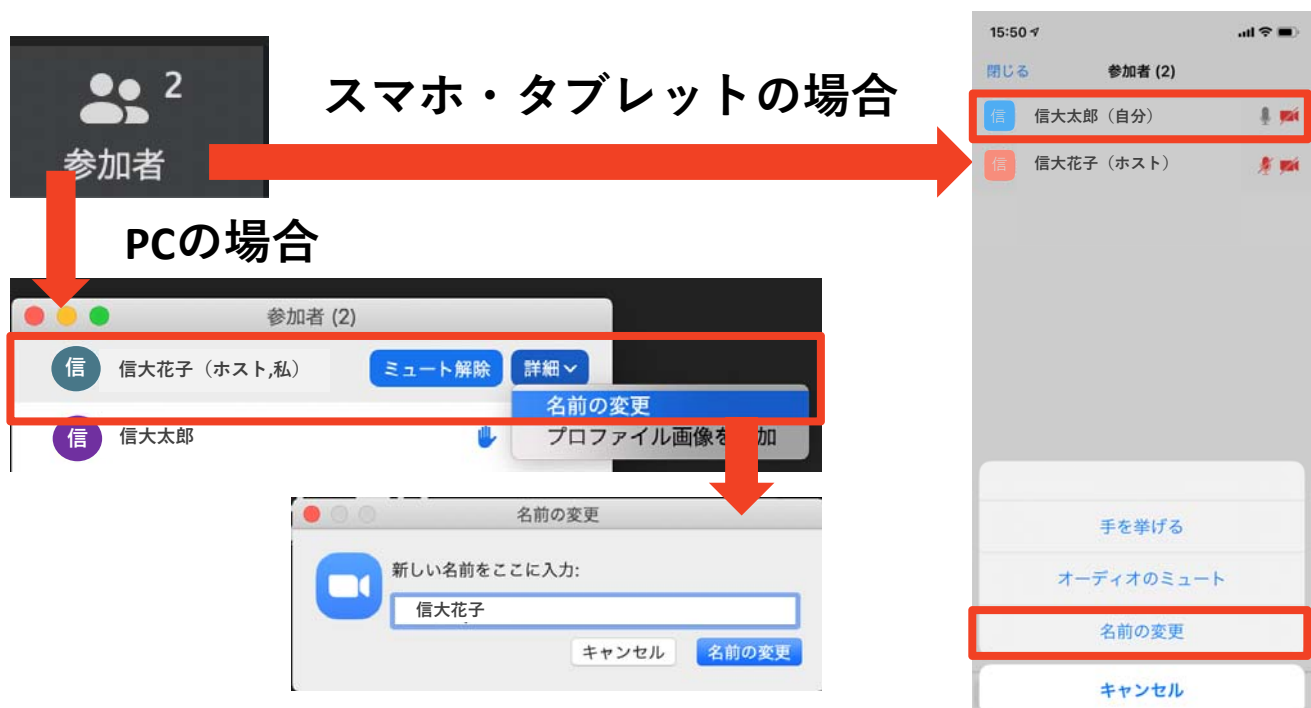 2
参加者
スマホ・タブレットの場合
PCの場合
参加者 (2)
信 信大花子（ホスト,私） ミュート解除 詳細
名前の変更
信 信大太郎
プロファイル画像を 加
名前の変更
新しい名前をここに入力:
信大花子
キャンセル 名前の変更
15:50
閉じる 参加者 (2)
信 信大太郎（自分）
信 信大花子（ホスト）
手を挙げる
オーディオのミュート
名前の変更
キャンセル